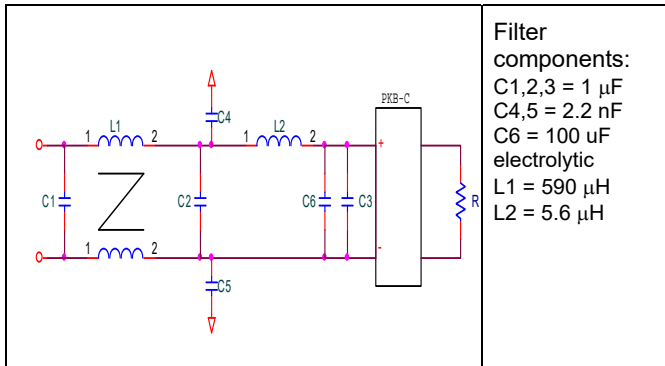 C4
PKB-C
1 L1 2
1 L2 2
+
C1
C2
C6
C3
R
1 2
-
C5
Filter
components:
C1,2,3 = 1 μF
C4,5 = 2.2 nF
C6 = 100 uF
electrolytic
L1 = 590 μH
L2 = 5.6 μH